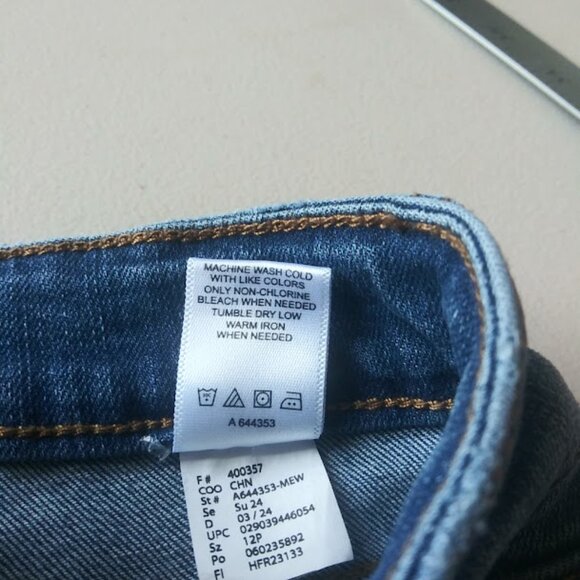 MACHINE WASH COLD
WITH LIKE COLORS
ONLY NON-CHLORINE
BLEACH WHEN NEEDED
TUMBLE DRY LOW
WARM IRON
WHEN NEEDED
A 644353
F # 400357
COO CHN
St # A644353-MEW
Se Su 24
D 03 / 24
UPC 029039446054
Sz 12P
Po 060235892
Fl HFR23133